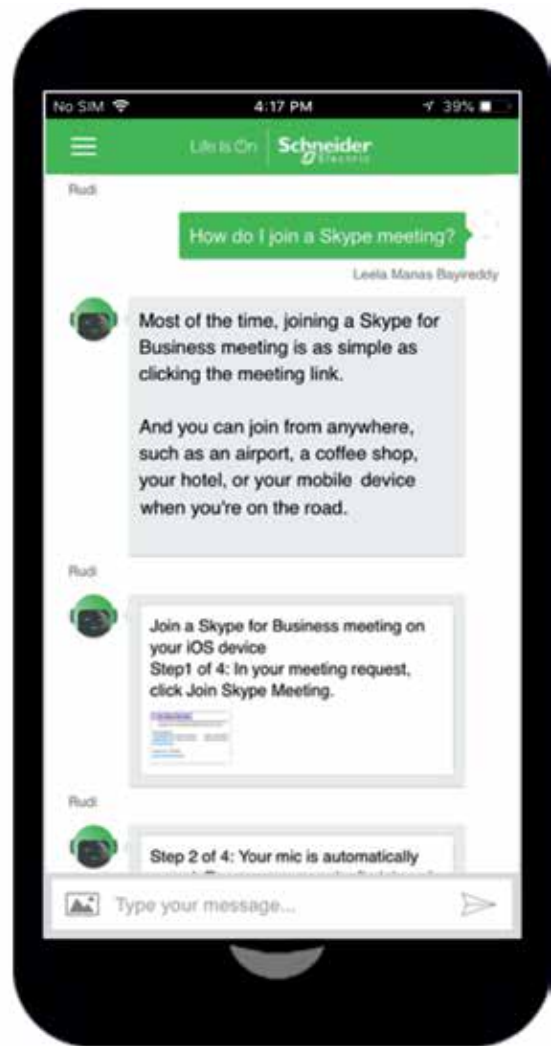 No SIM 4:17 PM 39%
Life Is On Schneider
Electric
Rudi
How do I join a Skype meeting?
Leela Manas Bayireddy
Most of the time, joining a Skype for
Business meeting is as simple as
clicking the meeting link.
And you can join from anywhere,
such as an airport, a coffee shop,
your hotel, or your mobile device
when you're on the road.
Rudi
Join a Skype for Business meeting on
your iOS device
Step1 of 4: In your meeting request,
click Join Skype Meeting.
Rudi
Step 2 of 4: Your mic is automatically
Type your message...